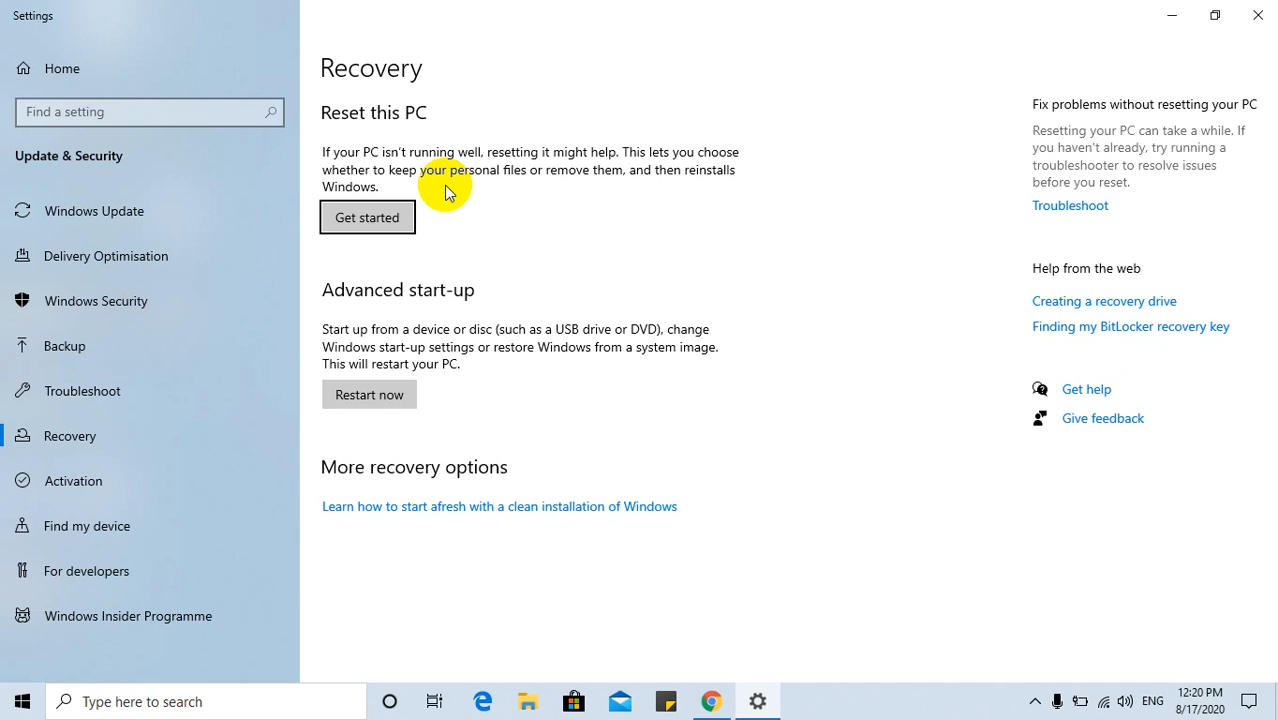 Settings
Home
Find a setting
Update & Security
Windows Update
Delivery Optimisation
Windows Security
Backup
Troubleshoot
Recovery
Activation
Find my device
For developers
Windows Insider Programme
Recovery
Reset this PC
If your PC isn't running well, resetting it might help. This lets you choose
whether to keep your personal files or remove them, and then reinstalls
Windows.
Get started
Advanced start-up
Start up from a device or disc (such as a USB drive or DVD), change
Windows start-up settings or restore Windows from a system image.
This will restart your PC.
Restart now
More recovery options
Learn how to start afresh with a clean installation of Windows
Fix problems without resetting your PC
Resetting your PC can take a while. If
you haven't already, try running a
troubleshooter to resolve issues
before you reset.
Troubleshoot
Help from the web
Creating a recovery drive
Finding my BitLocker recovery key
Get help
Give feedback
Type here to search
ENG
12:20 PM
8/17/2020